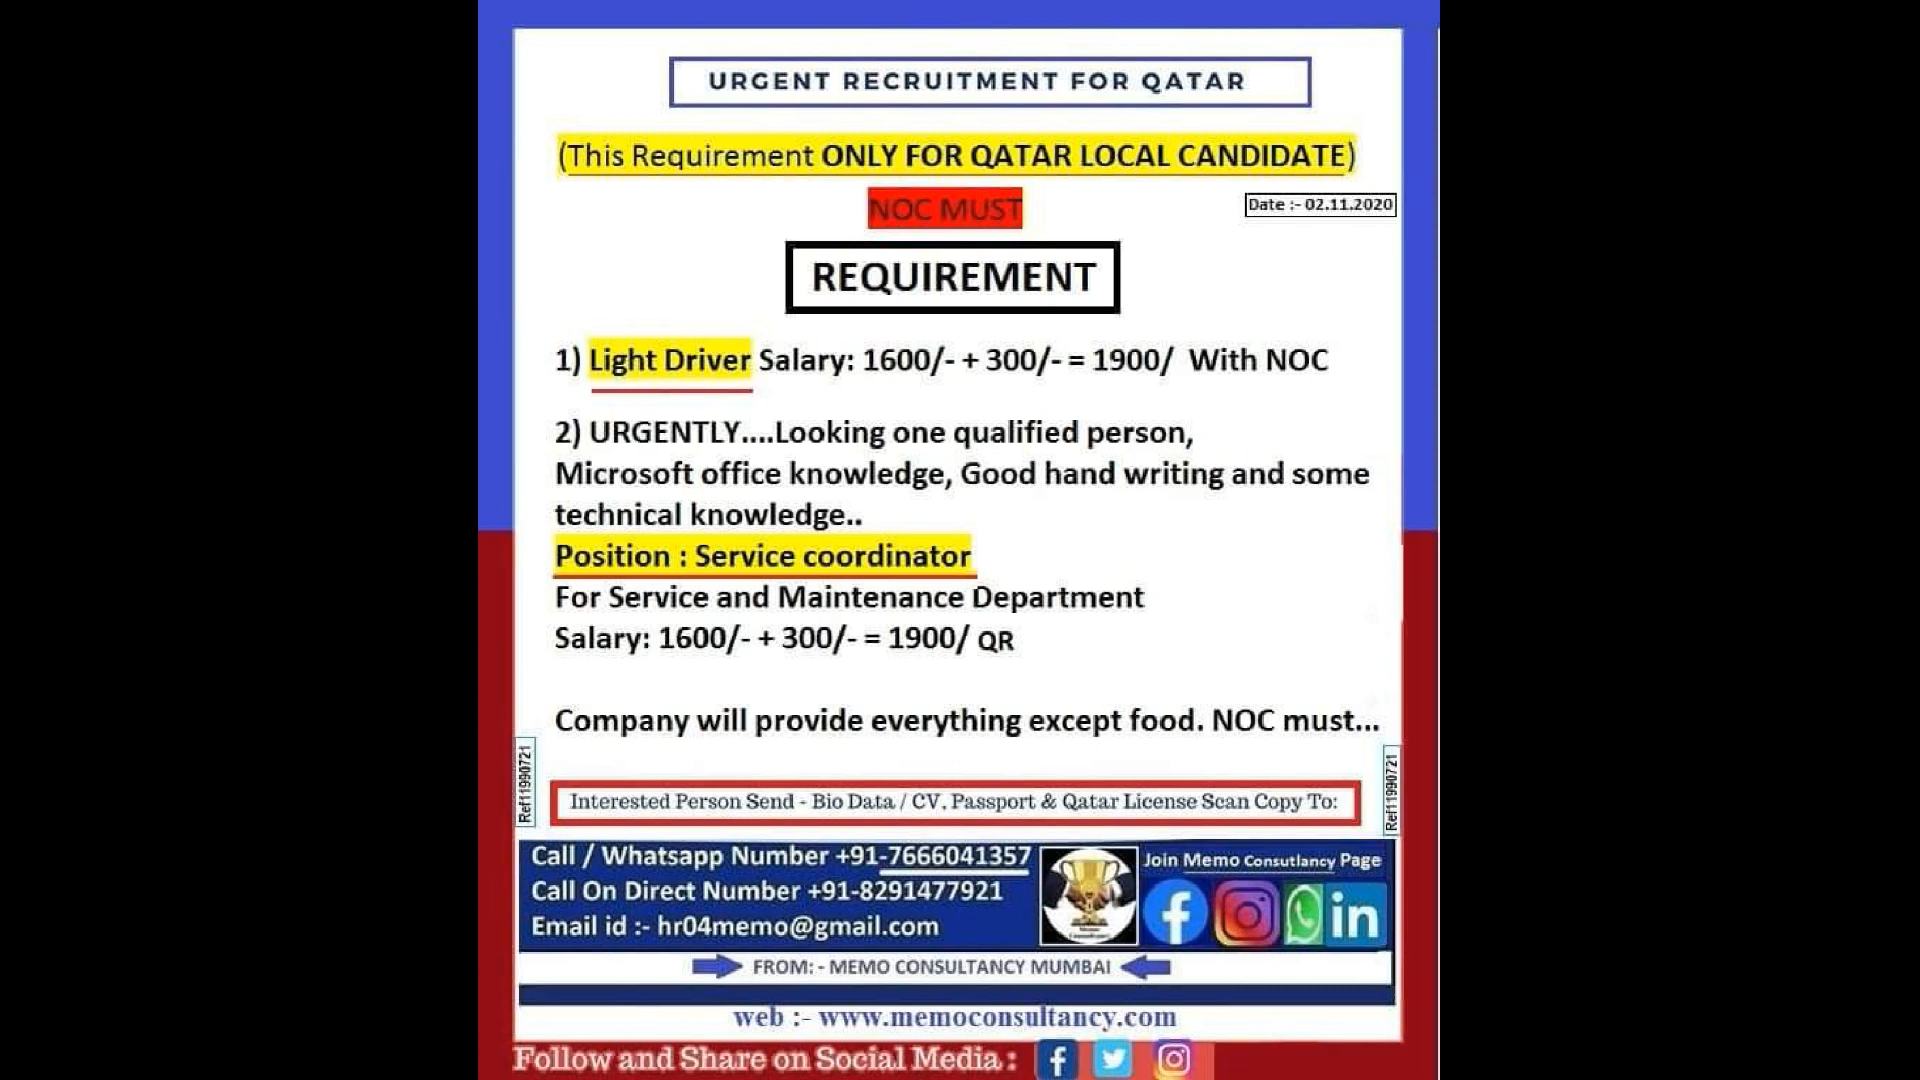 URGENT RECRUITMENT FOR QATAR
(This Requirement ONLY FOR QATAR LOCAL CANDIDATE)
NOC MUST
Date :- 02.11.2020
REQUIREMENT
1) Light Driver Salary: 1600/- + 300/- = 1900/ With NOC
2) URGENTLY....Looking one qualified person,
Microsoft office knowledge, Good hand writing and some
technical knowledge..
Position : Service coordinator
For Service and Maintenance Department
Salary: 1600/- + 300/- = 1900/ QR
Company will provide everything except food. NOC must...
Ref11990721
Ref11990721
Interested Person Send - Bio Data / CV, Passport & Qatar License Scan Copy To:
Call / Whatsapp Number +91-7666041357
Call On Direct Number +91-8291477921
Email id :- hr04memo@gmail.com
Memo
Consultancy
Join Memo Consutlancy Page
FROM: - MEMO CONSULTANCY MUMBAI
web :- www.memoconsultancy.com
Follow and Share on Social Media :